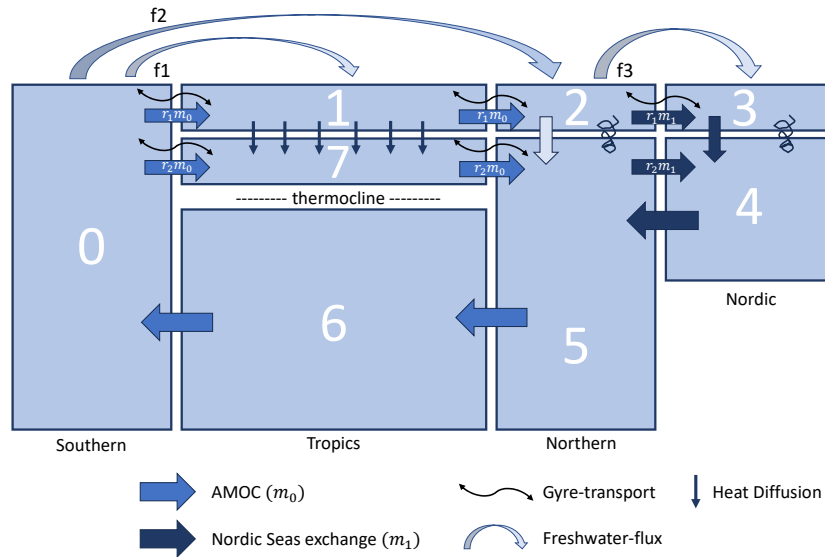 f2
f1
f3
1
2
3
r₁m₀
r₁m₀
r₁m₁
7
r₂m₀
r₂m₀
r₂m₁
--------- thermocline ---------
0
4
6
5
Nordic
Southern
Tropics
Northern
AMOC (m₀)
Gyre-transport
Heat Diffusion
Nordic Seas exchange (m₁)
Freshwater-flux